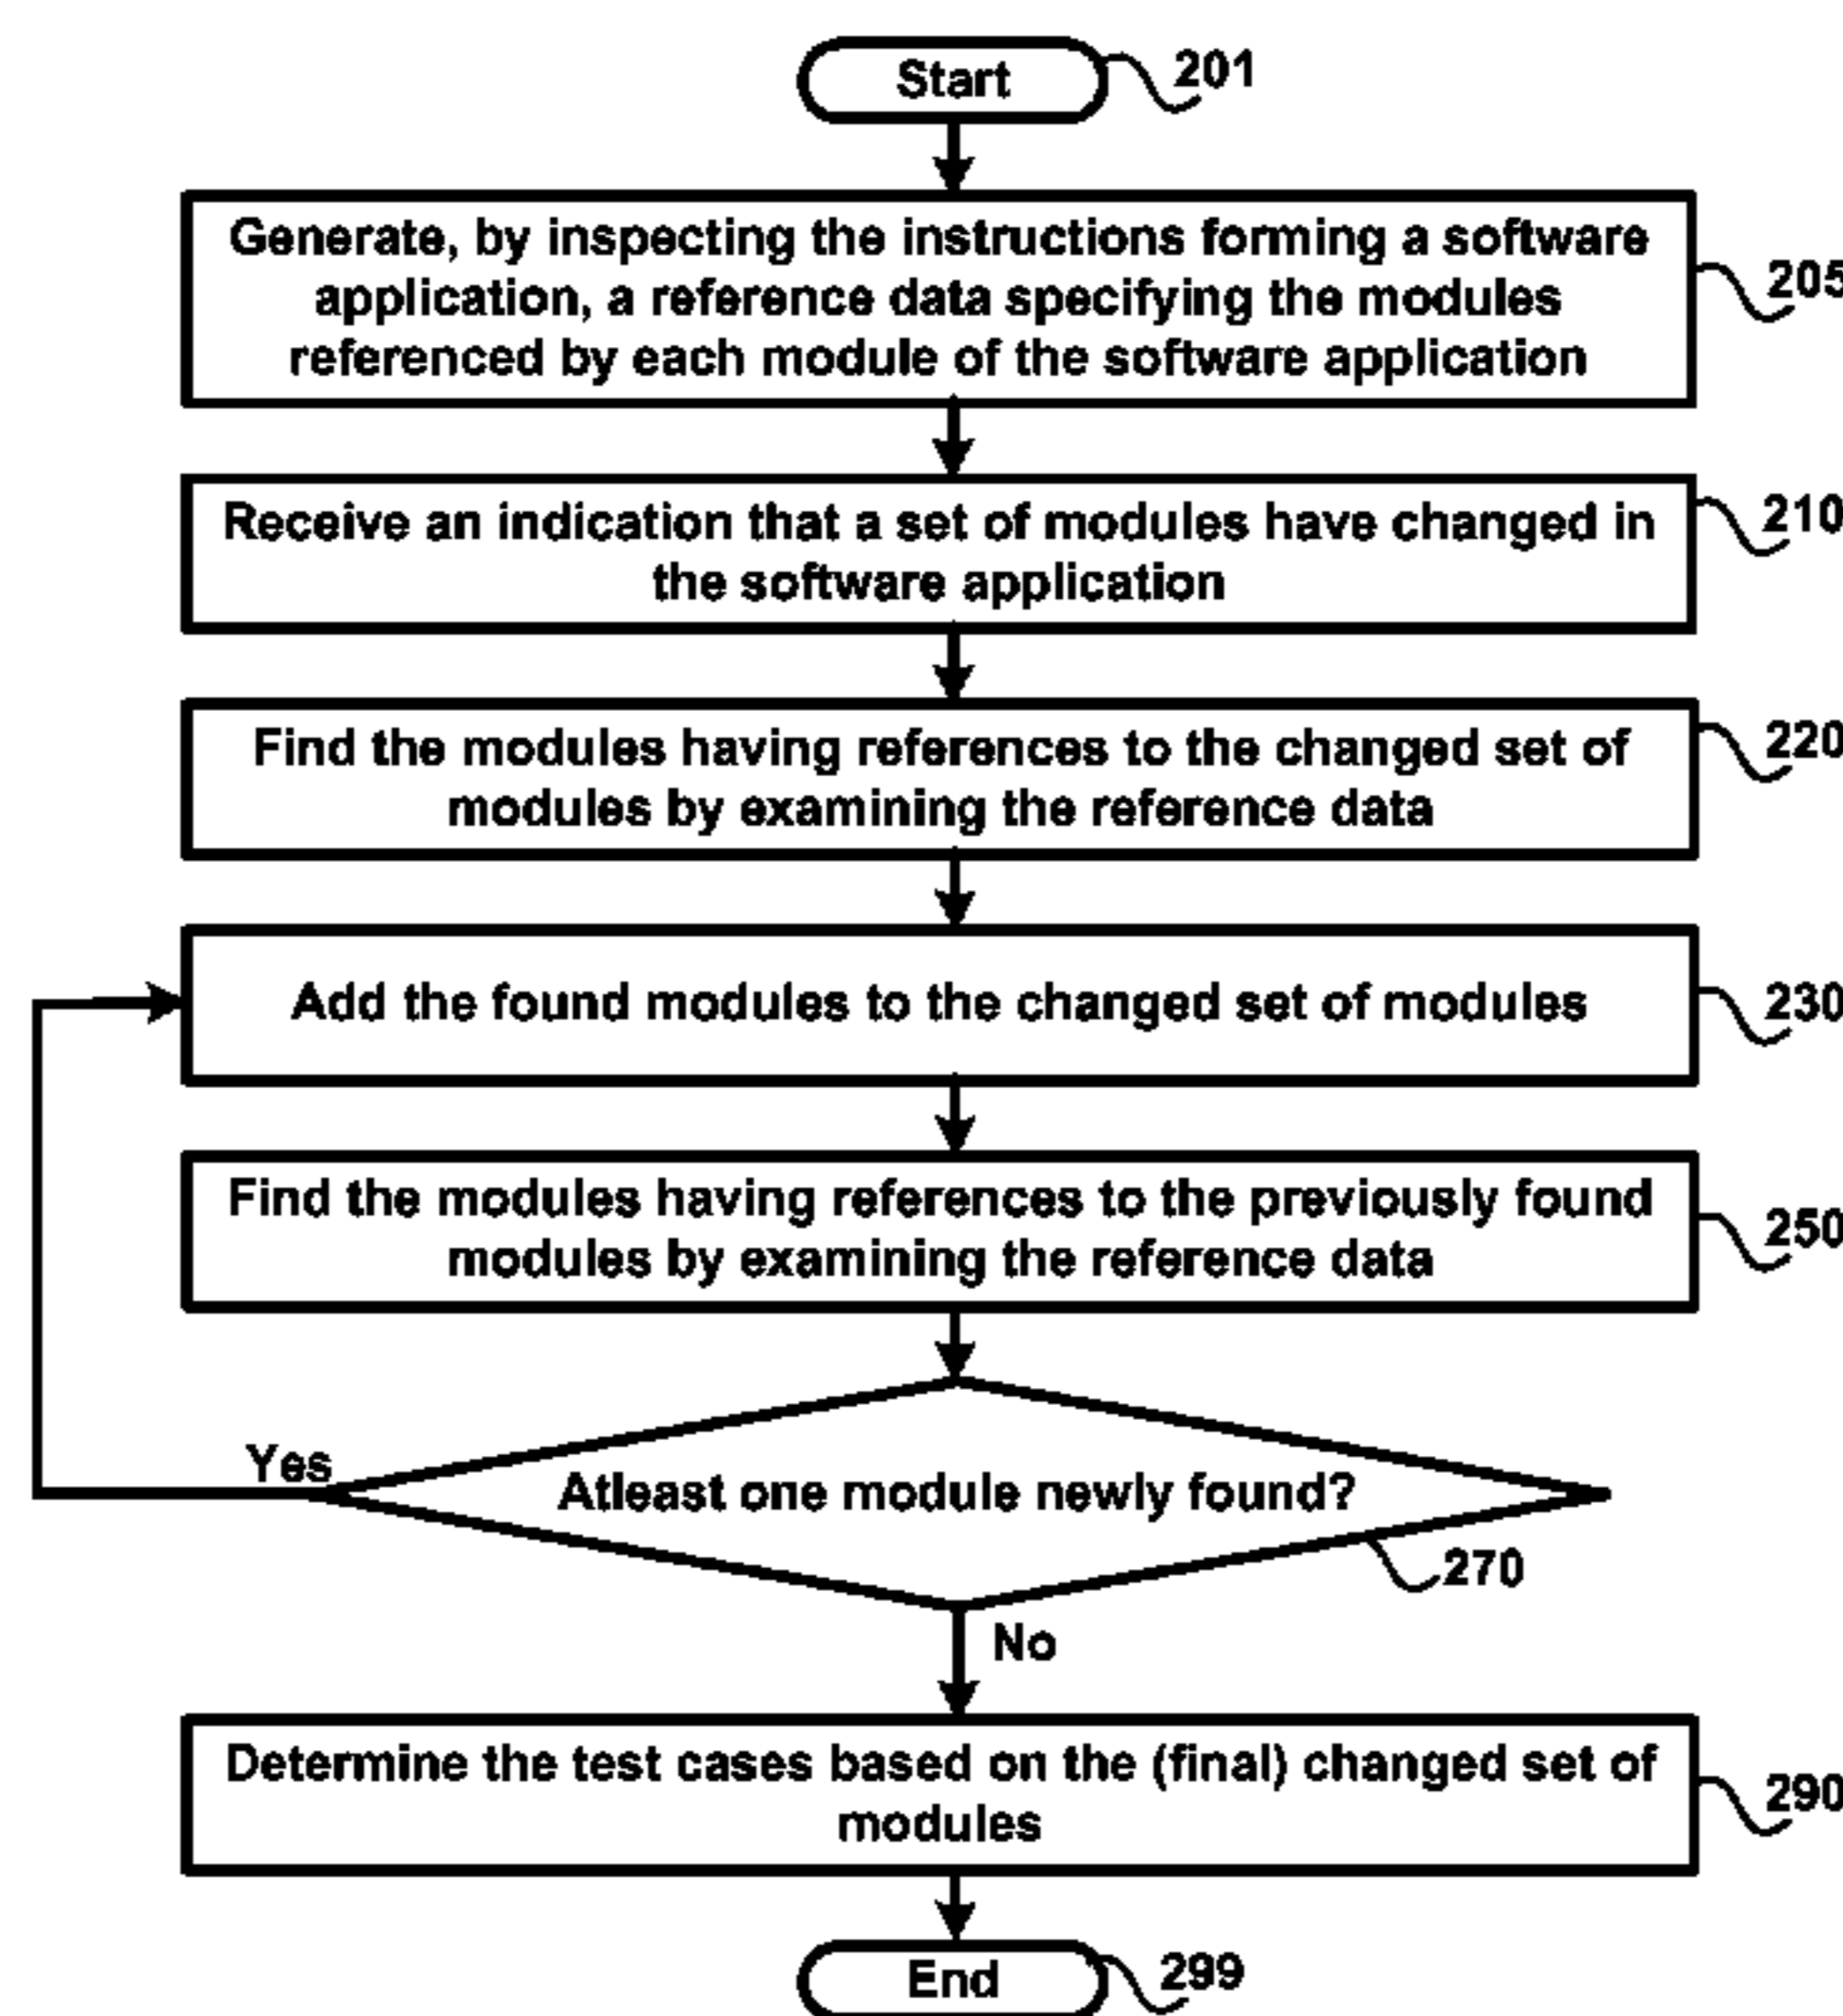 Start
201
Generate, by inspecting the instructions forming a software
application, a reference data specifying the modules
referenced by each module of the software application
205
Receive an indication that a set of modules have changed in
the software application
210
Find the modules having references to the changed set of
modules by examining the reference data
220
Add the found modules to the changed set of modules
230
Find the modules having references to the previously found
modules by examining the reference data
250
Yes
Atleast one module newly found?
270
No
Determine the test cases based on the (final) changed set of
modules
290
End
299